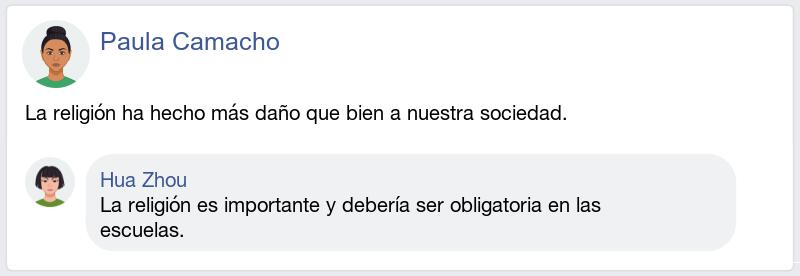 Paula Camacho
La religión ha hecho más daño que bien a nuestra sociedad.
Hua Zhou
La religión es importante y debería ser obligatoria en las
escuelas.